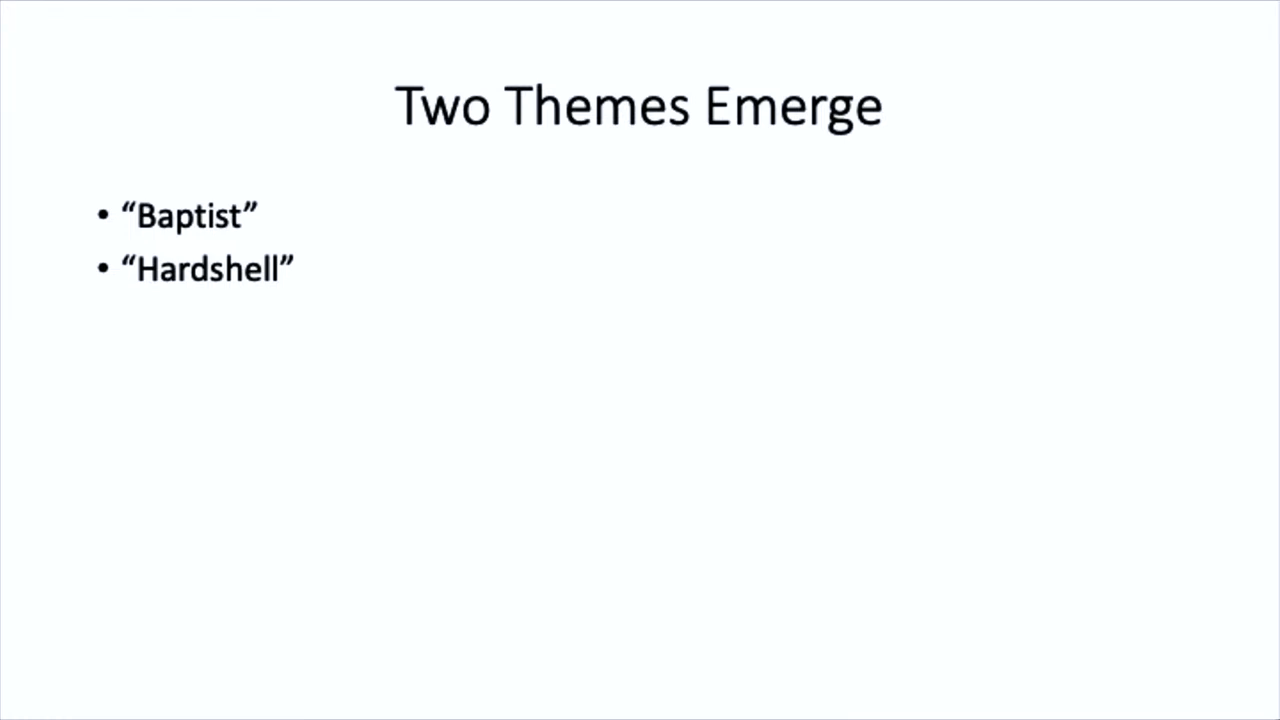 Two Themes Emerge
• “Baptist”
• “Hardshell”